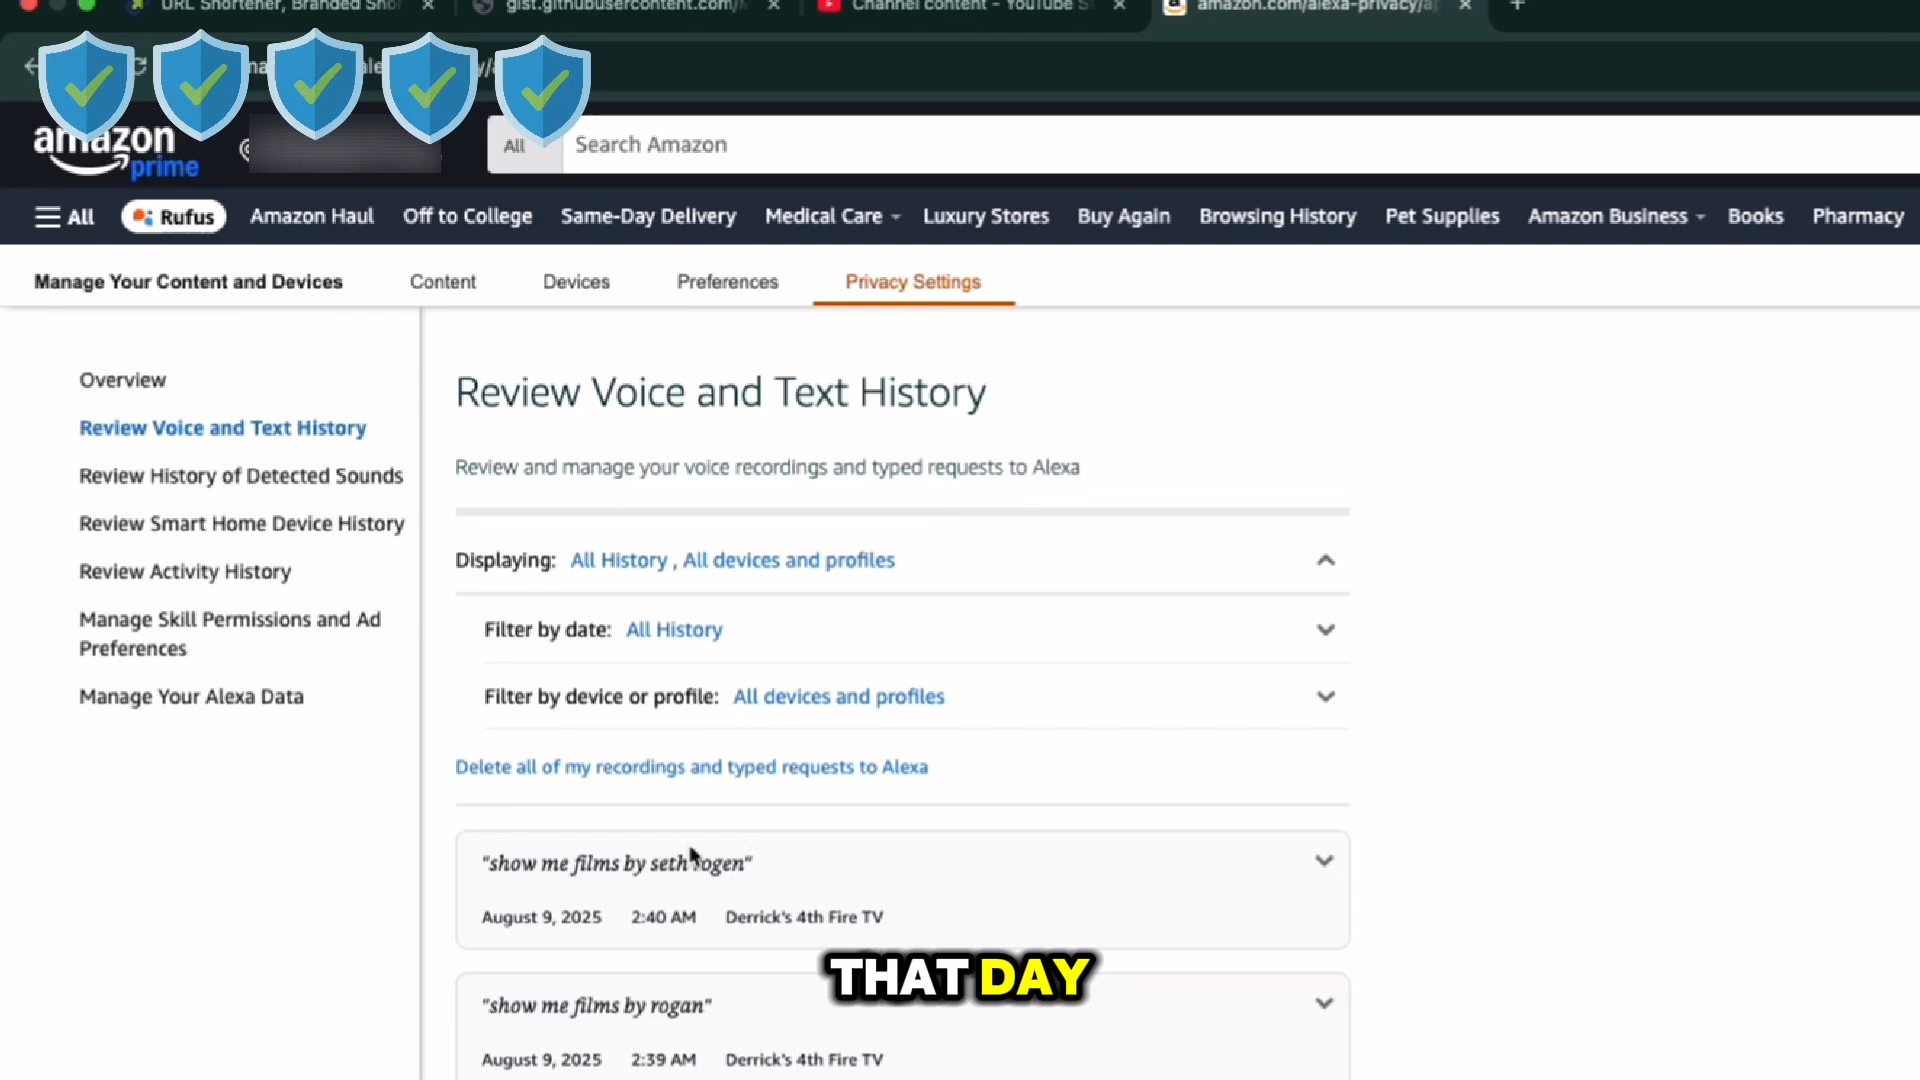 URL Shortener, Branded Shor
gist.githubusercontent.com/
Channel content - YouTube S
amazon.com/alexa-privacy/a
amazon
prime
All
Search Amazon
All
Rufus
Amazon Haul
Off to College
Same-Day Delivery
Medical Care
Luxury Stores
Buy Again
Browsing History
Pet Supplies
Amazon Business
Books
Pharmacy
Manage Your Content and Devices
Content
Devices
Preferences
Privacy Settings
Overview
Review Voice and Text History
Review History of Detected Sounds
Review Smart Home Device History
Review Activity History
Manage Skill Permissions and Ad
Preferences
Manage Your Alexa Data
Review Voice and Text History
Review and manage your voice recordings and typed requests to Alexa
Displaying: All History , All devices and profiles
Filter by date: All History
Filter by device or profile: All devices and profiles
Delete all of my recordings and typed requests to Alexa
"show me films by seth rogen"
August 9, 2025 2:40 AM Derrick's 4th Fire TV
THAT DAY
"show me films by rogan"
August 9, 2025 2:39 AM Derrick's 4th Fire TV